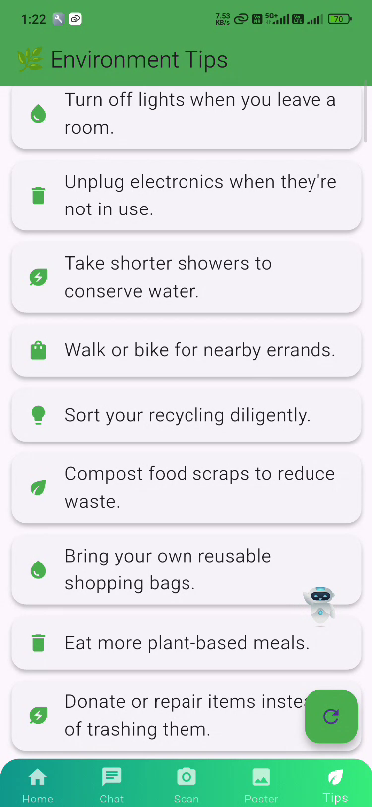 1:22
7.53
KB/s
5G+
70
🌿 Environment Tips
Turn off lights when you leave a
room.
Unplug electrcnics when they're
not in use.
Take shorter showers to
conserve water.
Walk or bike for nearby errands.
Sort your recycling diligently.
Compost food scraps to reduce
waste.
Bring your own reusable
shopping bags.
Eat more plant-based meals.
Donate or repair items inste
of trashing them.
Home
Chat
Scan
Poster
Tips